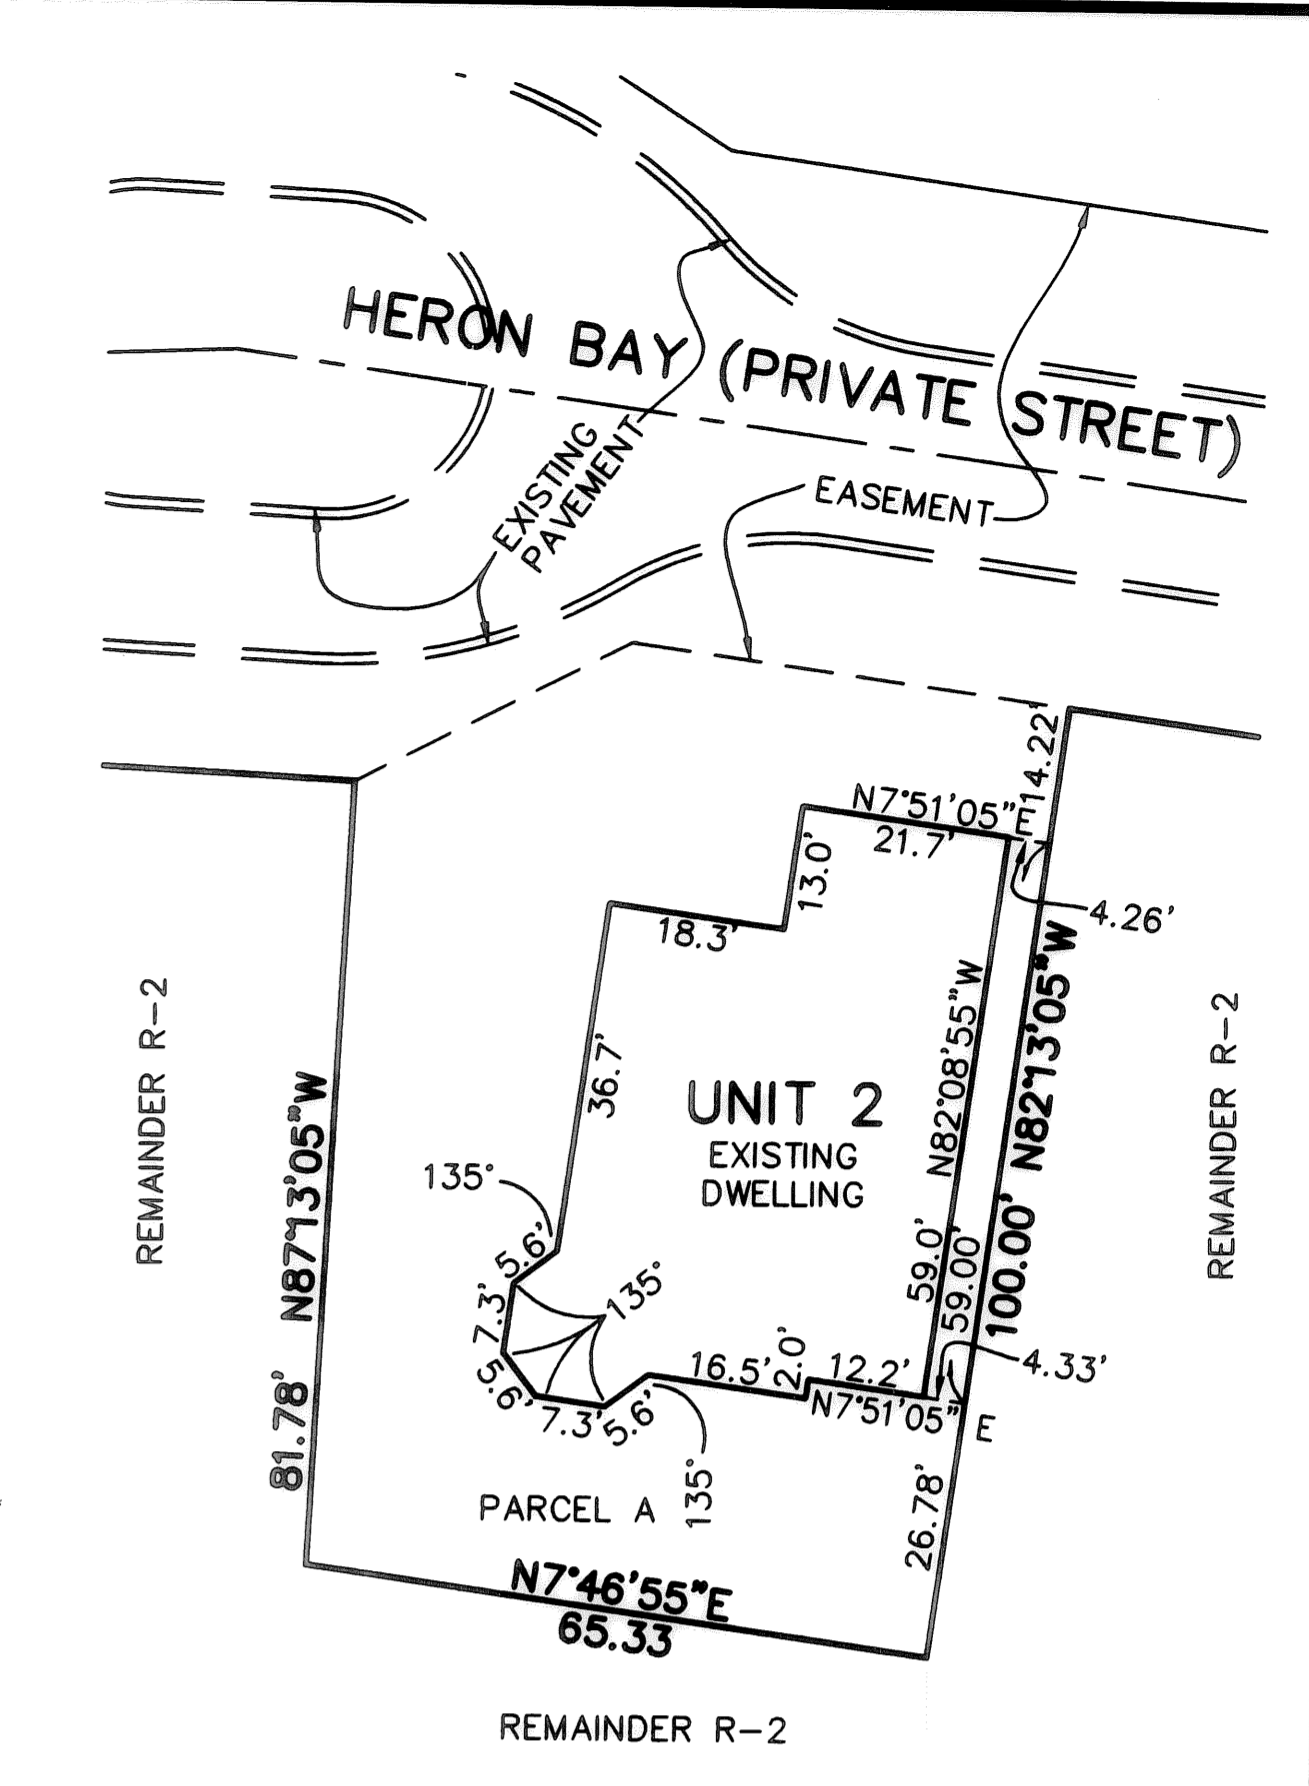 HERON BAY (PRIVATE STREET)
EXISTING
PAVEMENT
EASEMENT
14.22'
N7°51'05"E
21.7'
13.0'
4.26'
18.3'
REMAINDER R-2
N87°13'05"W
81.78'
36.7'
UNIT 2
EXISTING
DWELLING
N82°08'55"W
59.0'
59.00'
100.00' N82°13'05"W
REMAINDER R-2
135°
5.6'
7.3'
5.6'
7.3'
5.6'
135°
16.5'
2.0'
12.2'
N7°51'05" E
4.33'
135°
26.78'
PARCEL A
N7°46'55"E
65.33
REMAINDER R-2